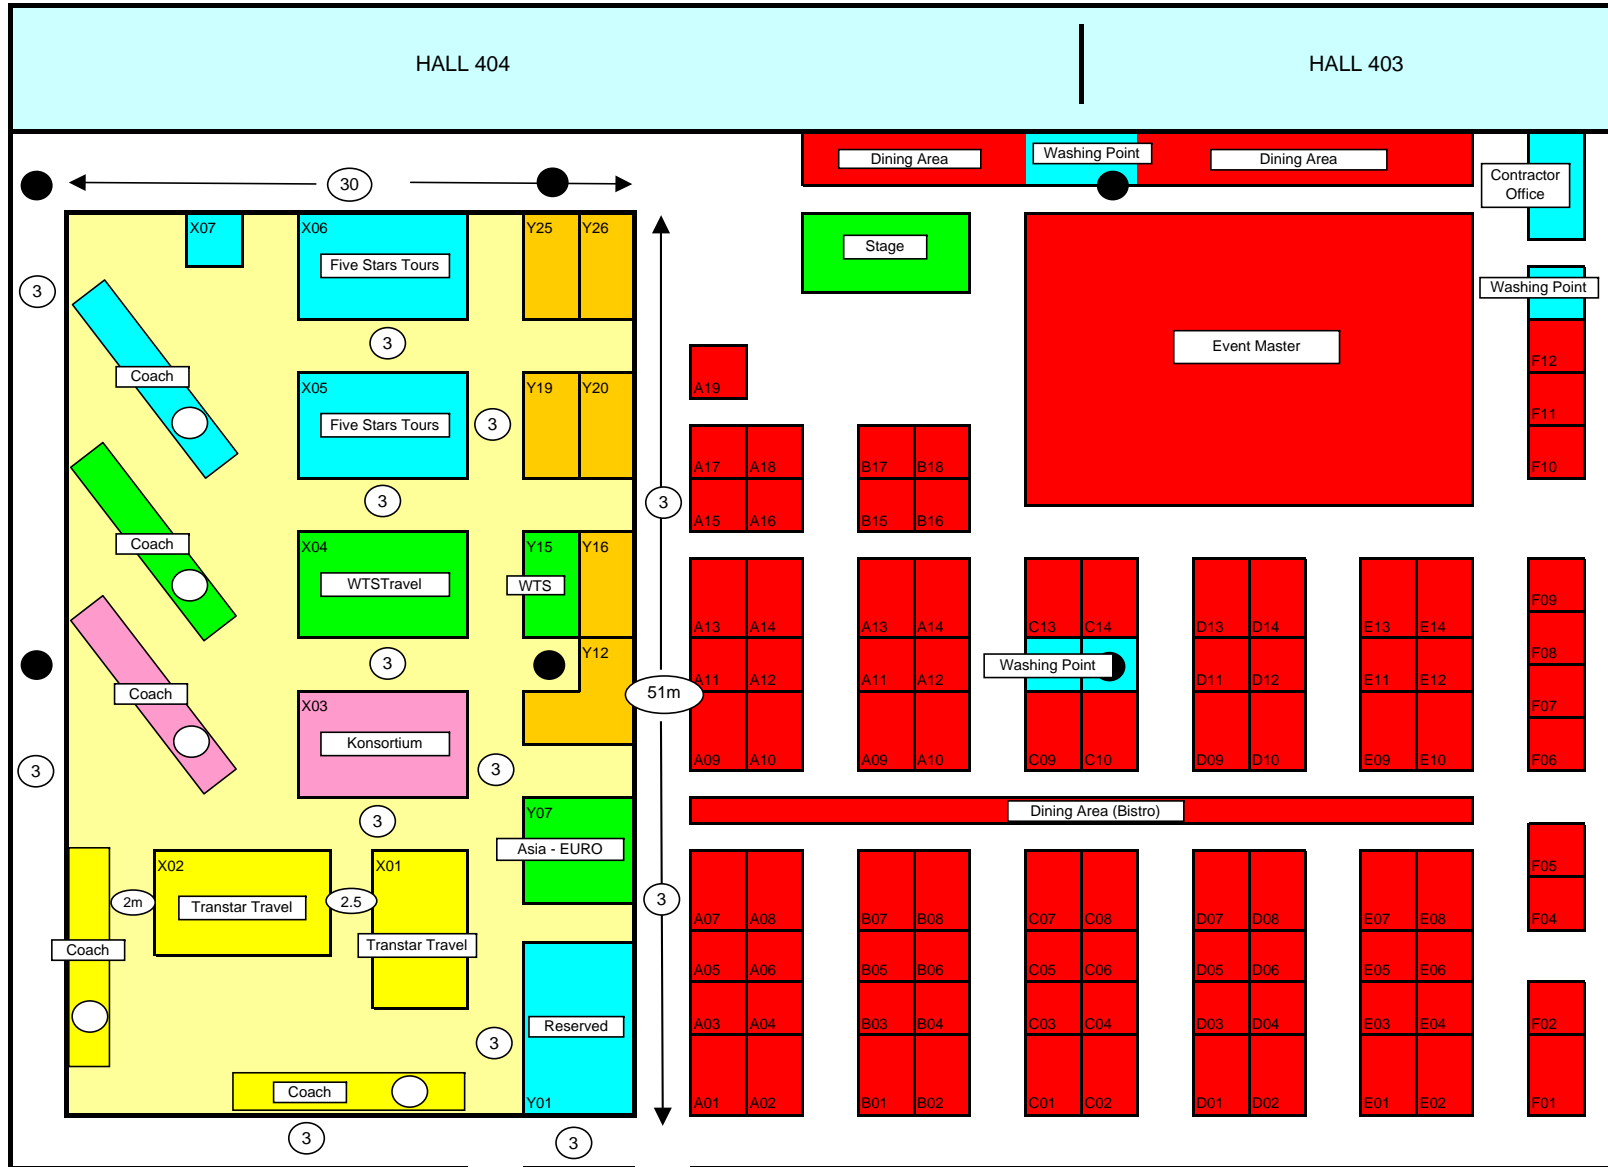 HALL 404
HALL 403
Dining Area
Washing Point
Dining Area
Contractor
Office
30
X07
X06
Five Stars Tours
Y25
Y26
Stage
Washing Point
3
3
Event Master
F12
Coach
X05
Five Stars Tours
3
Y19
Y20
A19
F11
A17
A18
B17
B18
F10
3
3
A15
A16
B15
B16
Coach
X04
WTSTravel
Y15
WTS
Y16
F09
A13
A14
A13
A14
C13
C14
D13
D14
E13
E14
3
Y12
Washing Point
F08
A11
A12
A11
A12
D11
D12
E11
E12
Coach
51m
X03
Konsortium
F07
3
3
A09
A10
A09
A10
C09
C10
D09
D10
E09
E10
F06
3
Y07
Asia - EURO
Dining Area (Bistro)
X02
Transtar Travel
X01
F05
2m
2.5
3
A07
A08
B07
B08
C07
C08
D07
D08
E07
E08
F04
Coach
Transtar Travel
A05
A06
B05
B06
C05
C06
D05
D06
E05
E06
Reserved
A03
A04
B03
B04
C03
C04
D03
D04
E03
E04
F02
3
Coach
Y01
A01
A02
B01
B02
C01
C02
D01
D02
E01
E02
F01
3
3